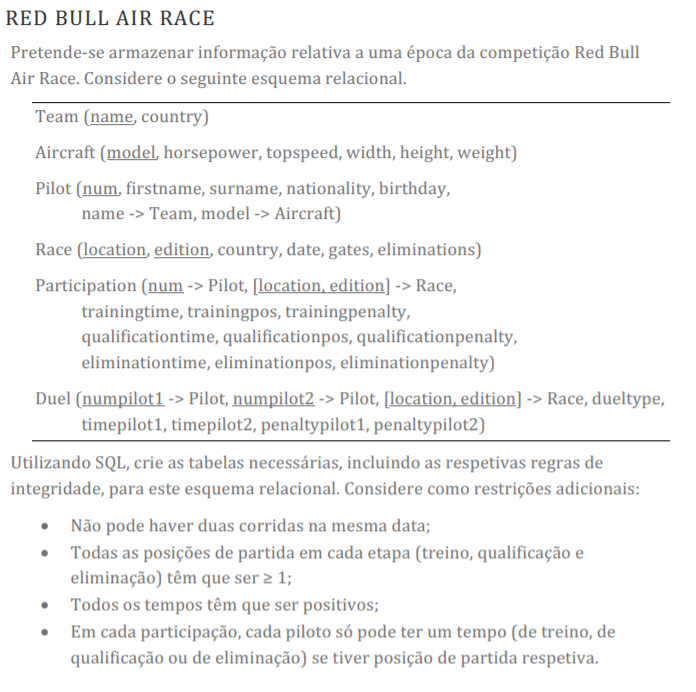 RED BULL AIR RACE
Pretende-se armazenar informação relativa a uma época da competição Red Bull
Air Race. Considere o seguinte esquema relacional.
Team (name, country)
Aircraft (model, horsepower, topspeed, width, height, weight)
Pilot (num, firstname, surname, nationality, birthday,
name -> Team, model -> Aircraft)
Race (location, edition, country, date, gates, eliminations)
Participation (num -> Pilot, [location, edition] -> Race,
trainingtime, trainingpos, trainingpenalty,
qualificationtime, qualificationpos, qualificationpenalty,
eliminationtime, eliminationpos, eliminationpenalty)
Duel (numpilot1 -> Pilot, numpilot2 -> Pilot, [location, edition] -> Race, dueltype,
timepilot1, timepilot2, penaltypilot1, penaltypilot2)
Utilizando SQL, crie as tabelas necessárias, incluindo as respetivas regras de
integridade, para este esquema relacional. Considere como restrições adicionais:
• Não pode haver duas corridas na mesma data;
• Todas as posições de partida em cada etapa (treino, qualificação e
eliminação) têm que ser ≥ 1;
• Todos os tempos têm que ser positivos;
• Em cada participação, cada piloto só pode ter um tempo (de treino, de
qualificação ou de eliminação) se tiver posição de partida respetiva.